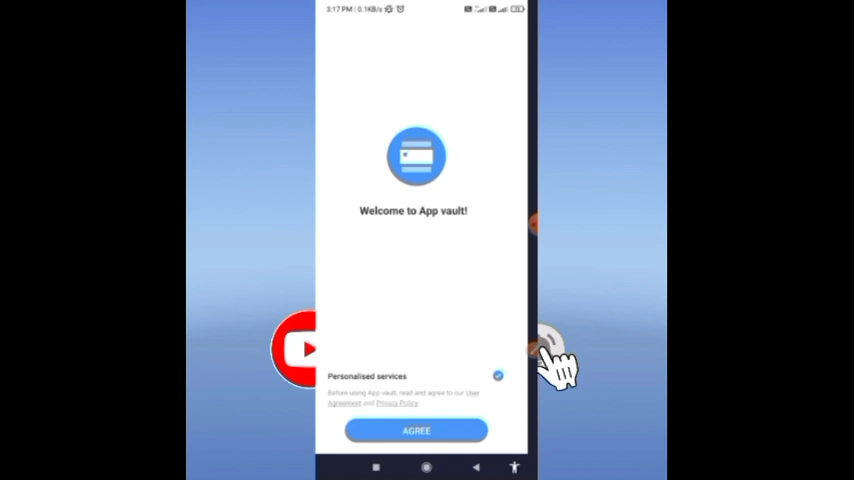 3:17 PM | 0.1KB/s
Welcome to App vault!
Personalised services
Before using App vault, read and agree to our User
Agreement and Privacy Policy
AGREE